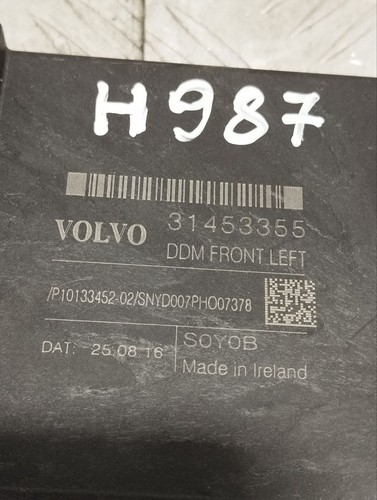 H987
31453355
VOLVO
DDM FRONT LEFT
/P10133452-02/SNYD007PHO07378
DAT: 25.08.16
SOYOB
Made in Ireland